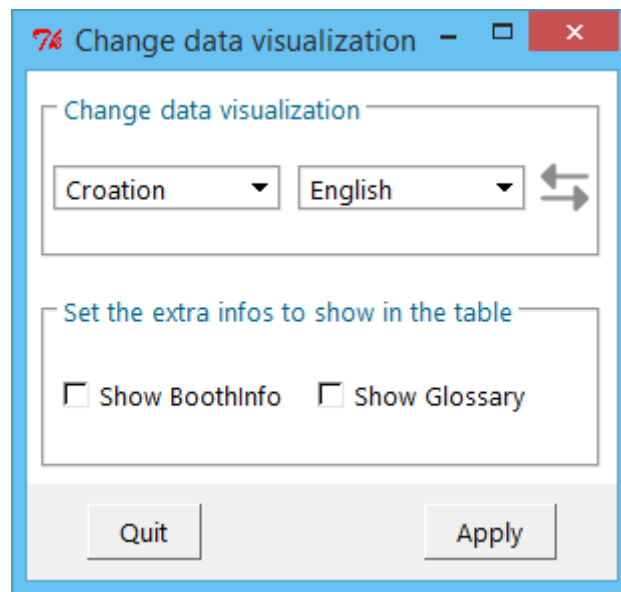 Change data visualization
Change data visualization
Croation English
Set the extra infos to show in the table
Show BoothInfo Show Glossary
Quit Apply